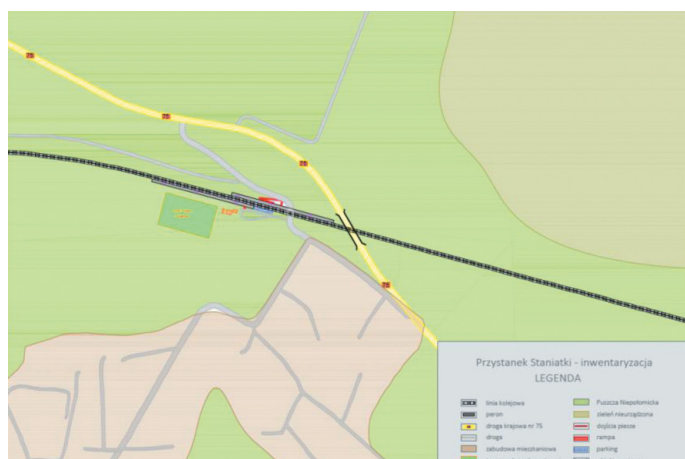 75
75
75
75
Przystanek Staniatki - inwentaryzacja
LEGENDA
linia kolejowa
peron
droga krajowa nr 75
droga
zabudowa mieszkaniowa
Puszcza Niepołomicka
zieleń nieurządzona
dojścia piesze
rampa
parking